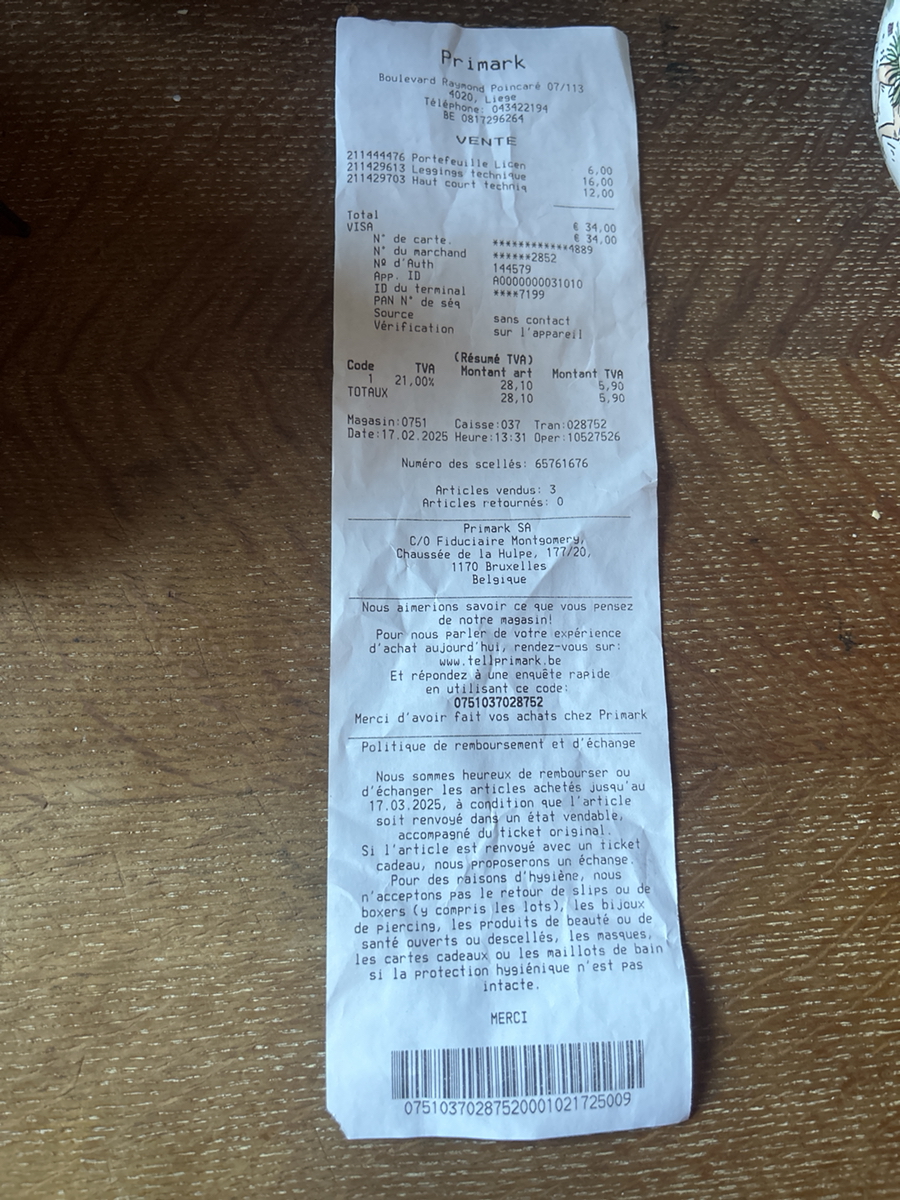 Primark
Boulevard Raymond Poincaré 07/113
4020, Liege
Téléphone: 043422194
BE 0817296264
VENTE
211444476 Portefeuille Licen 6,00
211429613 Leggings technique 16,00
211429703 Haut court techniq 12,00
Total € 34,00
VISA € 34,00
N° de carte. ************4889
N° du marchand ******2852
Nº d'Auth 144579
App. ID A0000000031010
ID du terminal ****7199
PAN N° de séq
Source sans contact
Vérification sur l'appareil
(Résumé TVA)
Code TVA Montant art Montant TVA
1 21,00% 28,10 5,90
TOTAUX 28,10 5,90
Magasin:0751 Caisse:037 Tran:028752
Date:17.02.2025 Heure:13:31 Oper:10527526
Numéro des scellés: 65761676
Articles vendus: 3
Articles retournés: 0
Primark SA
C/O Fiduciaire Montgomery,
Chaussée de la Hulpe, 177/20,
1170 Bruxelles
Belgique
Nous aimerions savoir ce que vous pensez
de notre magasin!
Pour nous parler de votre expérience
d'achat aujourd'hui, rendez-vous sur:
www.tellprimark.be
Et répondez à une enquête rapide
en utilisant ce code:
0751037028752
Merci d'avoir fait vos achats chez Primark
Politique de remboursement et d'échange
Nous sommes heureux de rembourser ou
d'échanger les articles achetés jusqu'au
17.03.2025, à condition que l'article
soit renvoyé dans un état vendable,
accompagné du ticket original.
Si l'article est renvoyé avec un ticket
cadeau, nous proposerons un échange.
Pour des raisons d'hygiène, nous
n'acceptons pas le retour de slips ou de
boxers (y compris les lots), les bijoux
de piercing, les produits de beauté ou de
santé ouverts ou descellés, les masques,
les cartes cadeaux ou les maillots de bain
si la protection hygiénique n'est pas
intacte.
MERCI
07510370287520001021725009